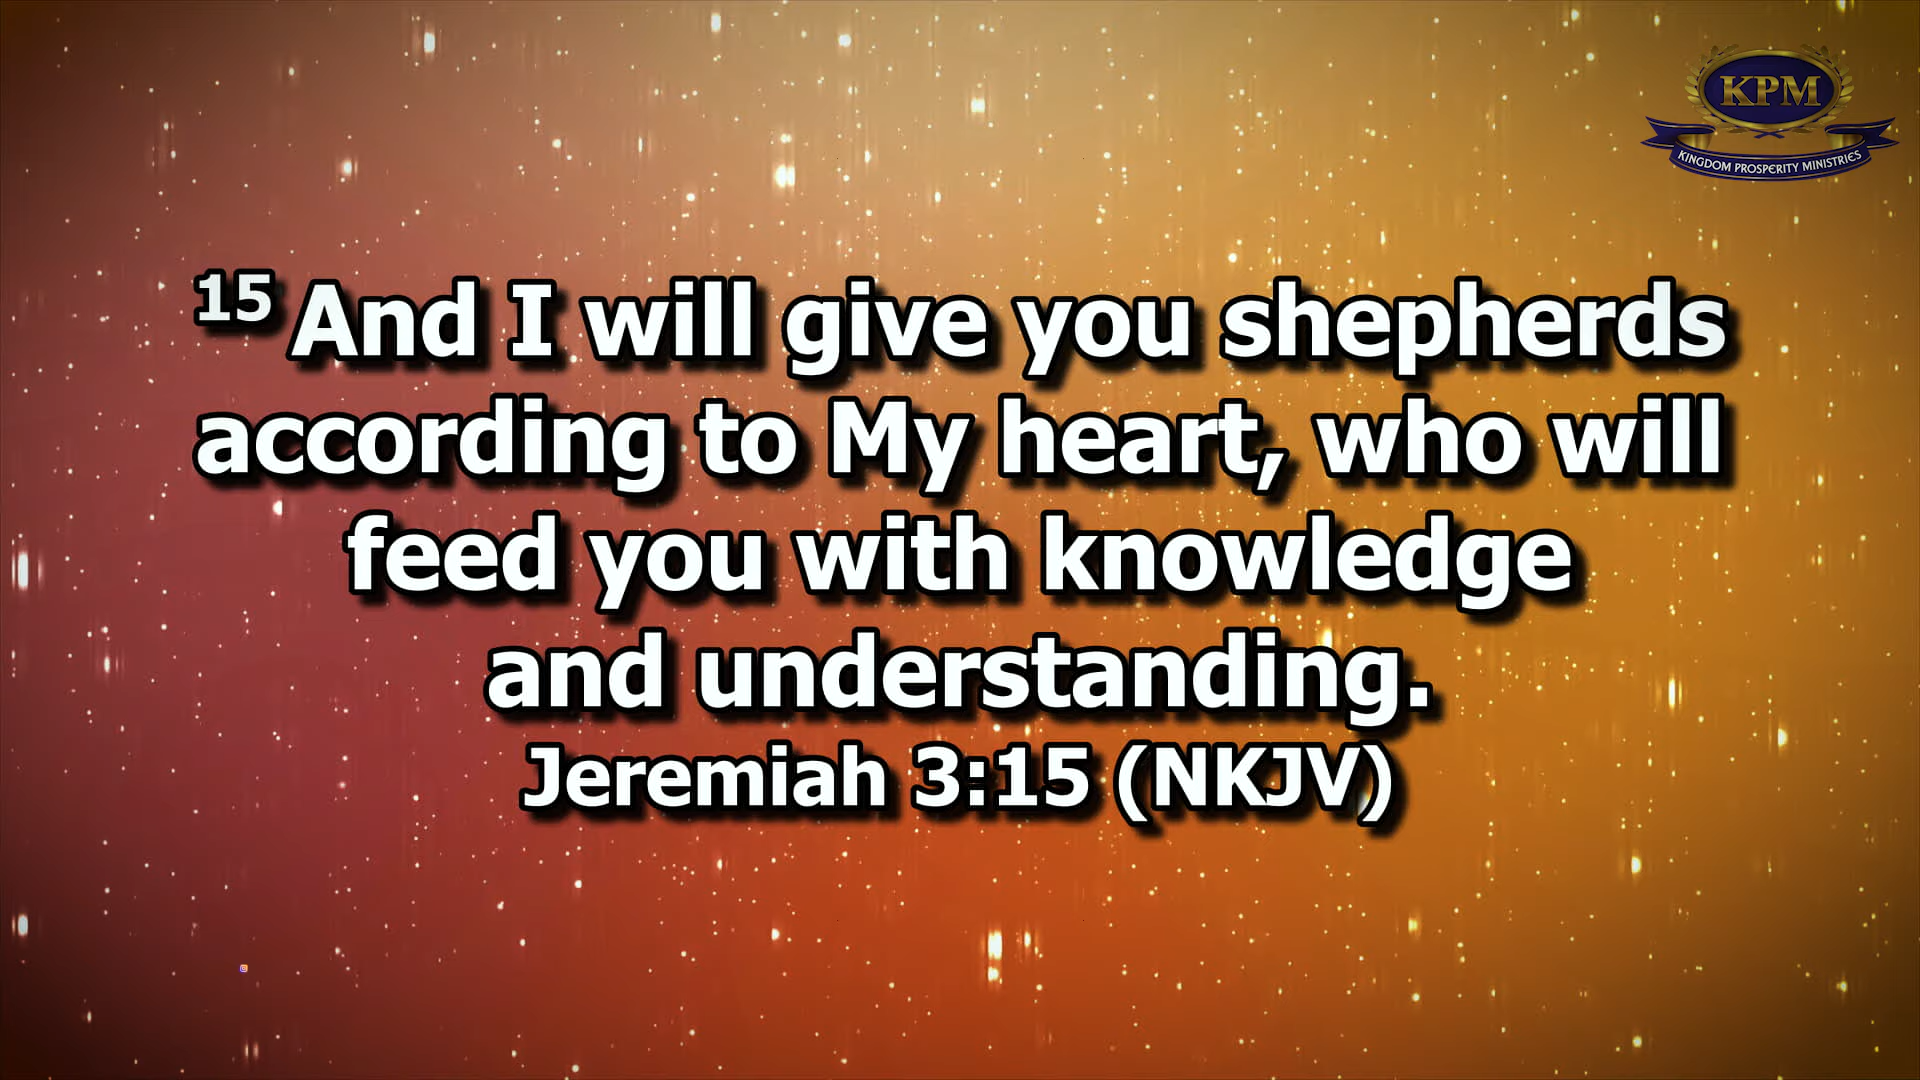 KPM
KINGDOM PROSPERITY MINISTRIES
15 And I will give you shepherds
according to My heart, who will
feed you with knowledge
and understanding.
Jeremiah 3:15 (NKJV)